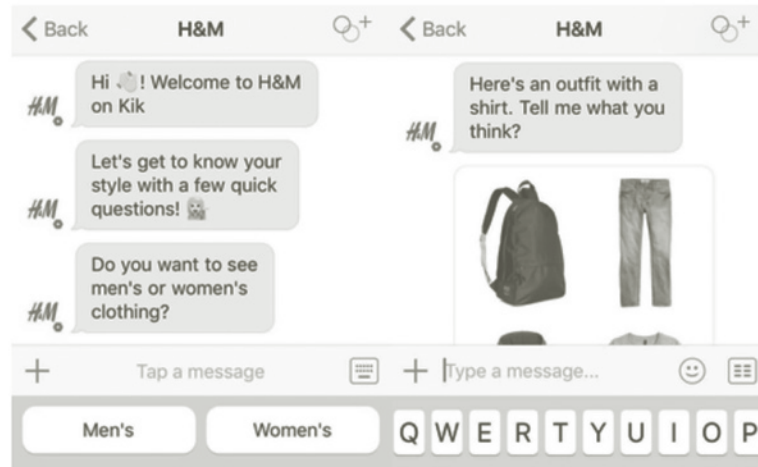 Back
H&M
Hi 👋! Welcome to H&M
on Kik
H&M
Let's get to know your
style with a few quick
questions! 🙈
H&M
Do you want to see
men's or women's
clothing?
H&M
Tap a message
Men's
Women's
Back
H&M
Here's an outfit with a
shirt. Tell me what you
think?
H&M
Type a message...
Q W E R T Y U I O P